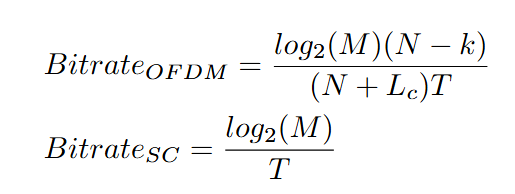 Bitrate_{OFDM} = \frac{log_2(M)(N - k)}{(N + L_c)T}
Bitrate_{SC} = \frac{log_2(M)}{T}